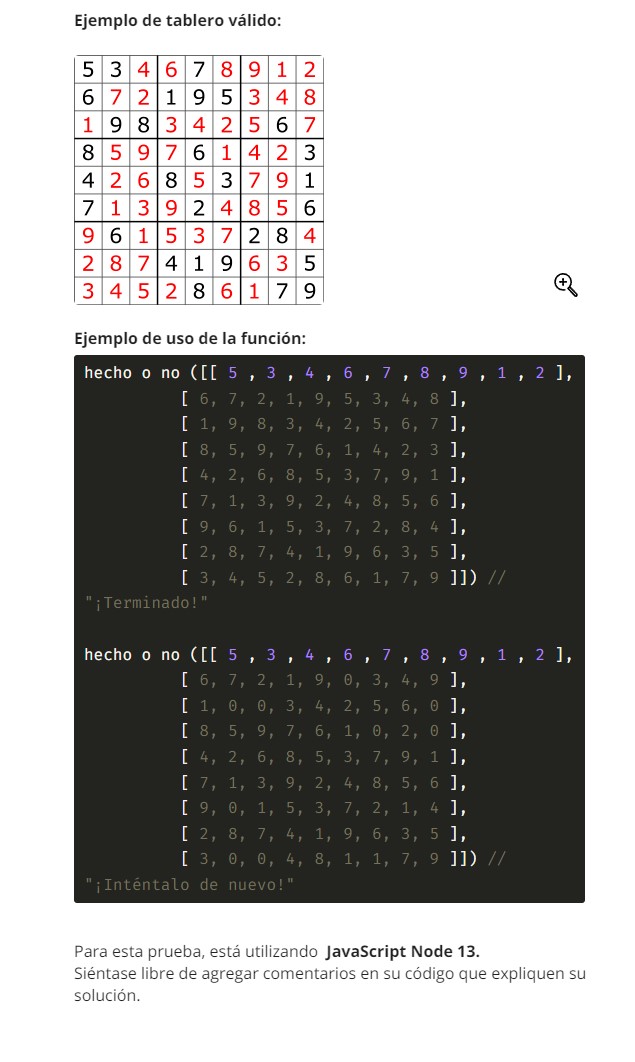 Ejemplo de tablero válido:
5 3 4 6 7 8 9 1 2
6 7 2 1 9 5 3 4 8
1 9 8 3 4 2 5 6 7
8 5 9 7 6 1 4 2 3
4 2 6 8 5 3 7 9 1
7 1 3 9 2 4 8 5 6
9 6 1 5 3 7 2 8 4
2 8 7 4 1 9 6 3 5
3 4 5 2 8 6 1 7 9
Ejemplo de uso de la función:
hecho o no ([[ 5 , 3 , 4 , 6 , 7 , 8 , 9 , 1 , 2 ],
[ 6, 7, 2, 1, 9, 5, 3, 4, 8 ],
[ 1, 9, 8, 3, 4, 2, 5, 6, 7 ],
[ 8, 5, 9, 7, 6, 1, 4, 2, 3 ],
[ 4, 2, 6, 8, 5, 3, 7, 9, 1 ],
[ 7, 1, 3, 9, 2, 4, 8, 5, 6 ],
[ 9, 6, 1, 5, 3, 7, 2, 8, 4 ],
[ 2, 8, 7, 4, 1, 9, 6, 3, 5 ],
[ 3, 4, 5, 2, 8, 6, 1, 7, 9 ]]) //
"¡Terminado!"
hecho o no ([[ 5 , 3 , 4 , 6 , 7 , 8 , 9 , 1 , 2 ],
[ 6, 7, 2, 1, 9, 0, 3, 4, 9 ],
[ 1, 0, 0, 3, 4, 2, 5, 6, 0 ],
[ 8, 5, 9, 7, 6, 1, 0, 2, 0 ],
[ 4, 2, 6, 8, 5, 3, 7, 9, 1 ],
[ 7, 1, 3, 9, 2, 4, 8, 5, 6 ],
[ 9, 0, 1, 5, 3, 7, 2, 1, 4 ],
[ 2, 8, 7, 4, 1, 9, 6, 3, 5 ],
[ 3, 0, 0, 4, 8, 1, 1, 7, 9 ]]) //
"¡Inténtalo de nuevo!"
Para esta prueba, está utilizando JavaScript Node 13.
Siéntase libre de agregar comentarios en su código que expliquen su
solución.